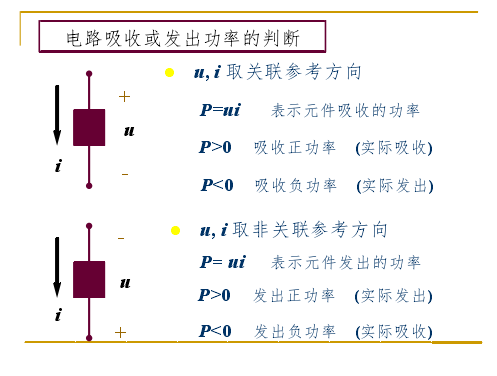 电路吸收或发出功率的判断
u, i 取关联参考方向
+
P=ui 表示元件吸收的功率
u
P>0 吸收正功率 (实际吸收)
i
-
P<0 吸收负功率 (实际发出)
-
u, i 取非关联参考方向
P= ui 表示元件发出的功率
u
P>0 发出正功率 (实际发出)
i
+
P<0 发出负功率 (实际吸收)